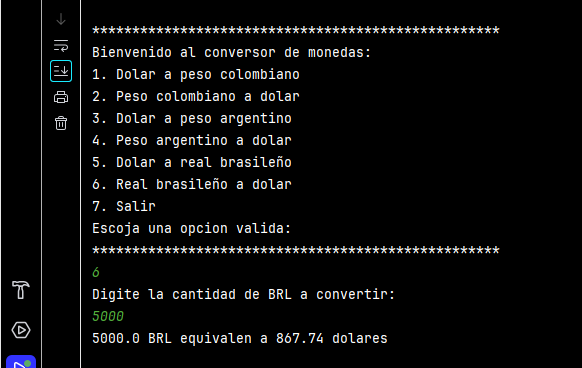 ***************************************************
Bienvenido al conversor de monedas:
1. Dolar a peso colombiano
2. Peso colombiano a dolar
3. Dolar a peso argentino
4. Peso argentino a dolar
5. Dolar a real brasileño
6. Real brasileño a dolar
7. Salir
Escoja una opcion valida:
***************************************************
6
Digite la cantidad de BRL a convertir:
5000
5000.0 BRL equivalen a 867.74 dolares